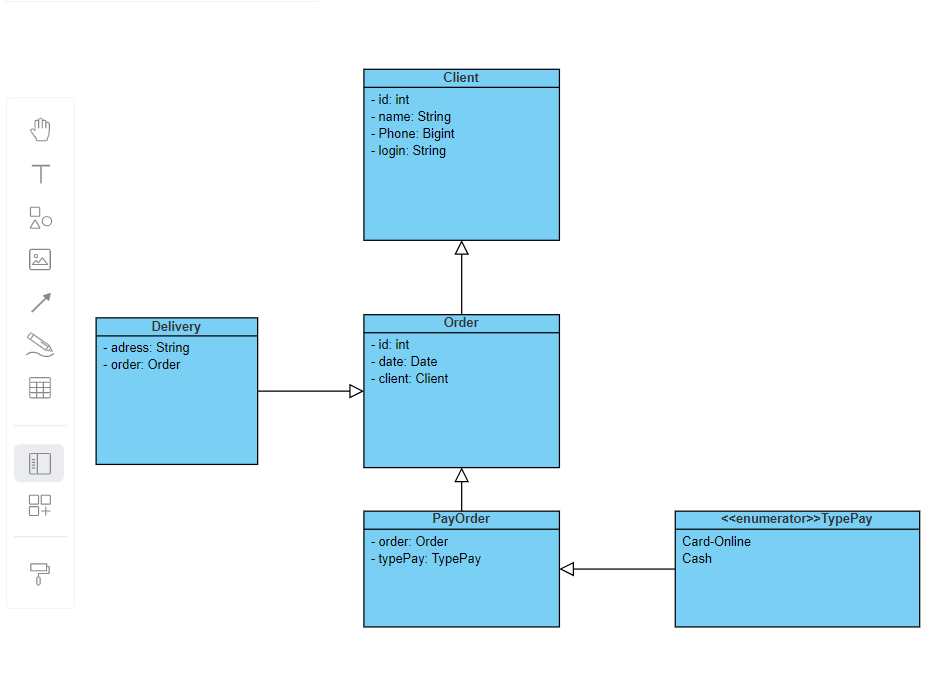 Client
- id: int
- name: String
- Phone: Bigint
- login: String
Delivery
- adress: String
- order: Order
Order
- id: int
- date: Date
- client: Client
PayOrder
- order: Order
- typePay: TypePay
<<enumerator>>TypePay
Card-Online
Cash